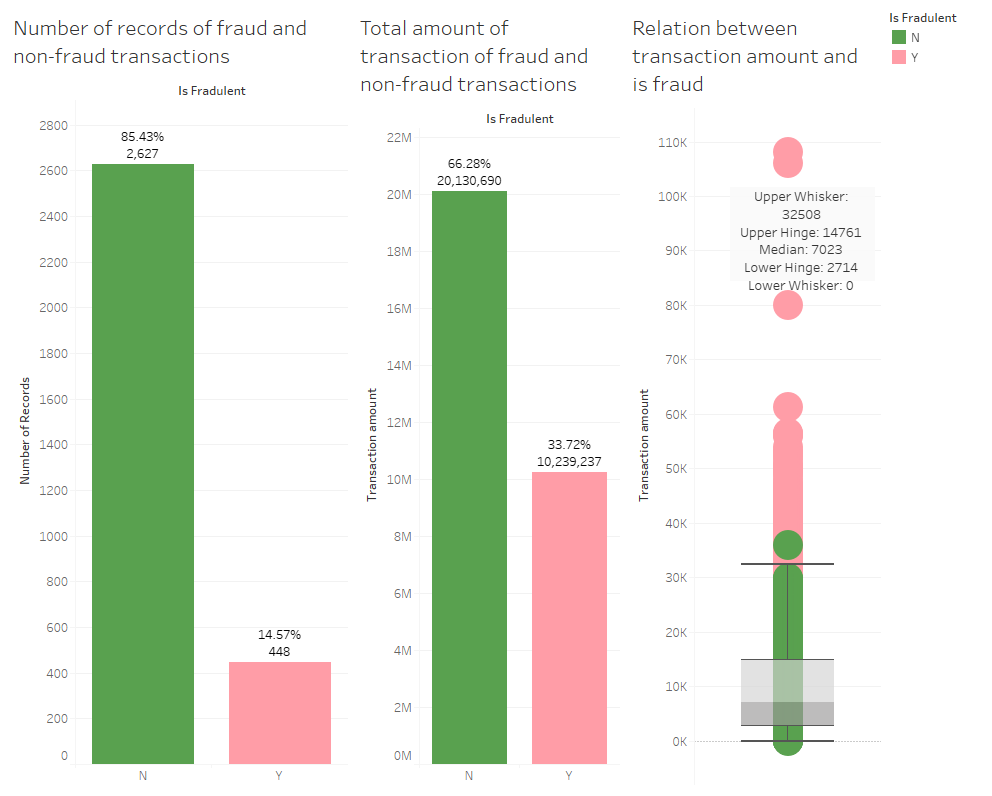 Number of records of fraud and
non-fraud transactions
Is Fradulent
2800
2600
2400
2200
2000
1800
1600
1400
1200
1000
800
600
400
200
0
Number of Records
85.43%
2,627
14.57%
448
N
Y
Total amount of
transaction of fraud and
non-fraud transactions
Is Fradulent
22M
20M
18M
16M
14M
12M
10M
8M
6M
4M
2M
0M
Transaction amount
66.28%
20,130,690
33.72%
10,239,237
N
Y
Relation between
transaction amount and
is fraud
110K
100K
90K
80K
70K
60K
50K
40K
30K
20K
10K
0K
Transaction amount
Upper Whisker:
32508
Upper Hinge: 14761
Median: 7023
Lower Hinge: 2714
Lower Whisker: 0
Is Fradulent
N
Y